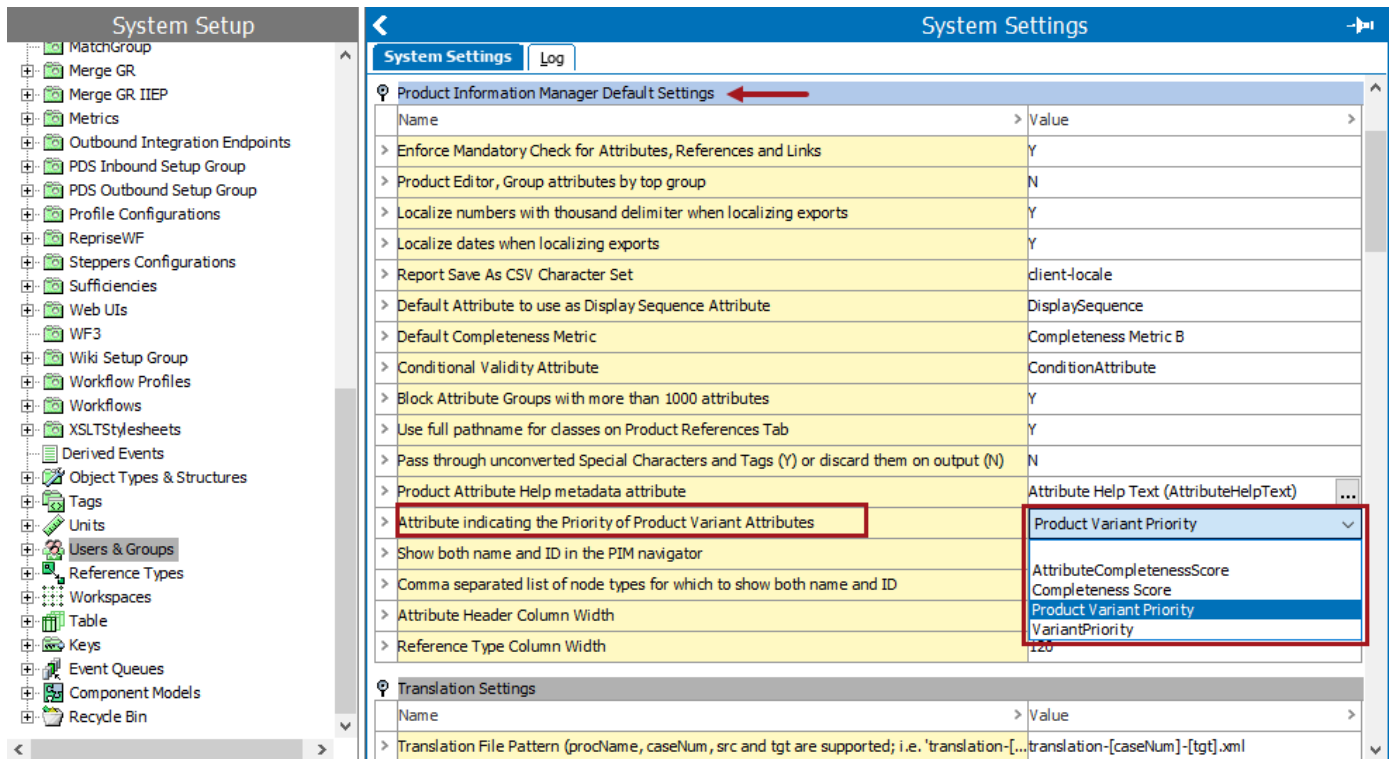 System Setup
MatchGroup
Merge GR
Merge GR IIEP
Metrics
Outbound Integration Endpoints
PDS Inbound Setup Group
PDS Outbound Setup Group
Profile Configurations
RepriseWF
Steppers Configurations
Sufficiencies
Web UIs
WF3
Wiki Setup Group
Workflow Profiles
Workflows
XSLTStylesheets
Derived Events
Object Types & Structures
Tags
Units
Users & Groups
Reference Types
Workspaces
Table
Keys
Event Queues
Component Models
Recycle Bin
System Settings
System Settings Log
Product Information Manager Default Settings
Name > Value >
> Enforce Mandatory Check for Attributes, References and Links Y
> Product Editor, Group attributes by top group N
> Localize numbers with thousand delimiter when localizing exports Y
> Localize dates when localizing exports Y
> Report Save As CSV Character Set client-locale
> Default Attribute to use as Display Sequence Attribute DisplaySequence
> Default Completeness Metric Completeness Metric B
> Conditional Validity Attribute ConditionAttribute
> Block Attribute Groups with more than 1000 attributes Y
> Use full pathname for classes on Product References Tab Y
> Pass through unconverted Special Characters and Tags (Y) or discard them on output (N) N
> Product Attribute Help metadata attribute Attribute Help Text (AttributeHelpText) ...
> Attribute indicating the Priority of Product Variant Attributes Product Variant Priority
> Show both name and ID in the PIM navigator
AttributeCompletenessScore
> Comma separated list of node types for which to show both name and ID
Completeness Score
Product Variant Priority
> Attribute Header Column Width
VariantPriority
> Reference Type Column Width 120
Translation Settings
Name > Value >
> Translation File Pattern (procName, caseNum, src and tgt are supported; i.e. 'translation-[... translation-[caseNum]-[tgt].xml